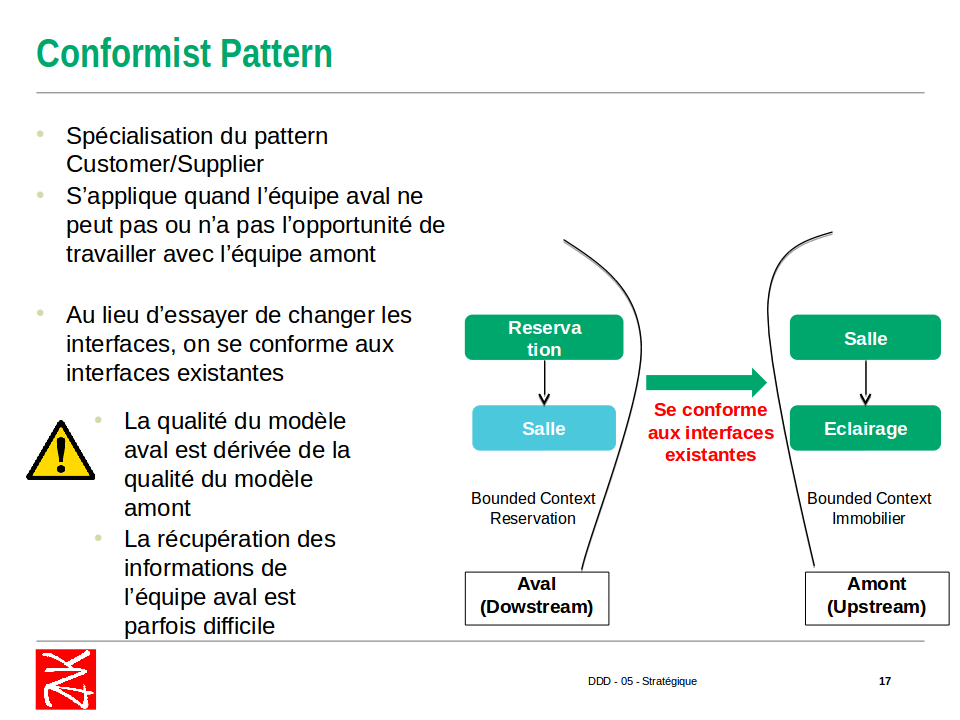 Conformist Pattern
Spécialisation du pattern
Customer/Supplier
S’applique quand l’équipe aval ne
peut pas ou n’a pas l’opportunité de
travailler avec l’équipe amont
Au lieu d’essayer de changer les
interfaces, on se conforme aux
interfaces existantes
La qualité du modèle
aval est dérivée de la
qualité du modèle
amont
La récupération des
informations de
l’équipe aval est
parfois difficile
Reserva
tion
Salle
Bounded Context
Reservation
Aval
(Dowstream)
Se conforme
aux interfaces
existantes
Salle
Eclairage
Bounded Context
Immobilier
Amont
(Upstream)
DDD - 05 - Stratégique
17